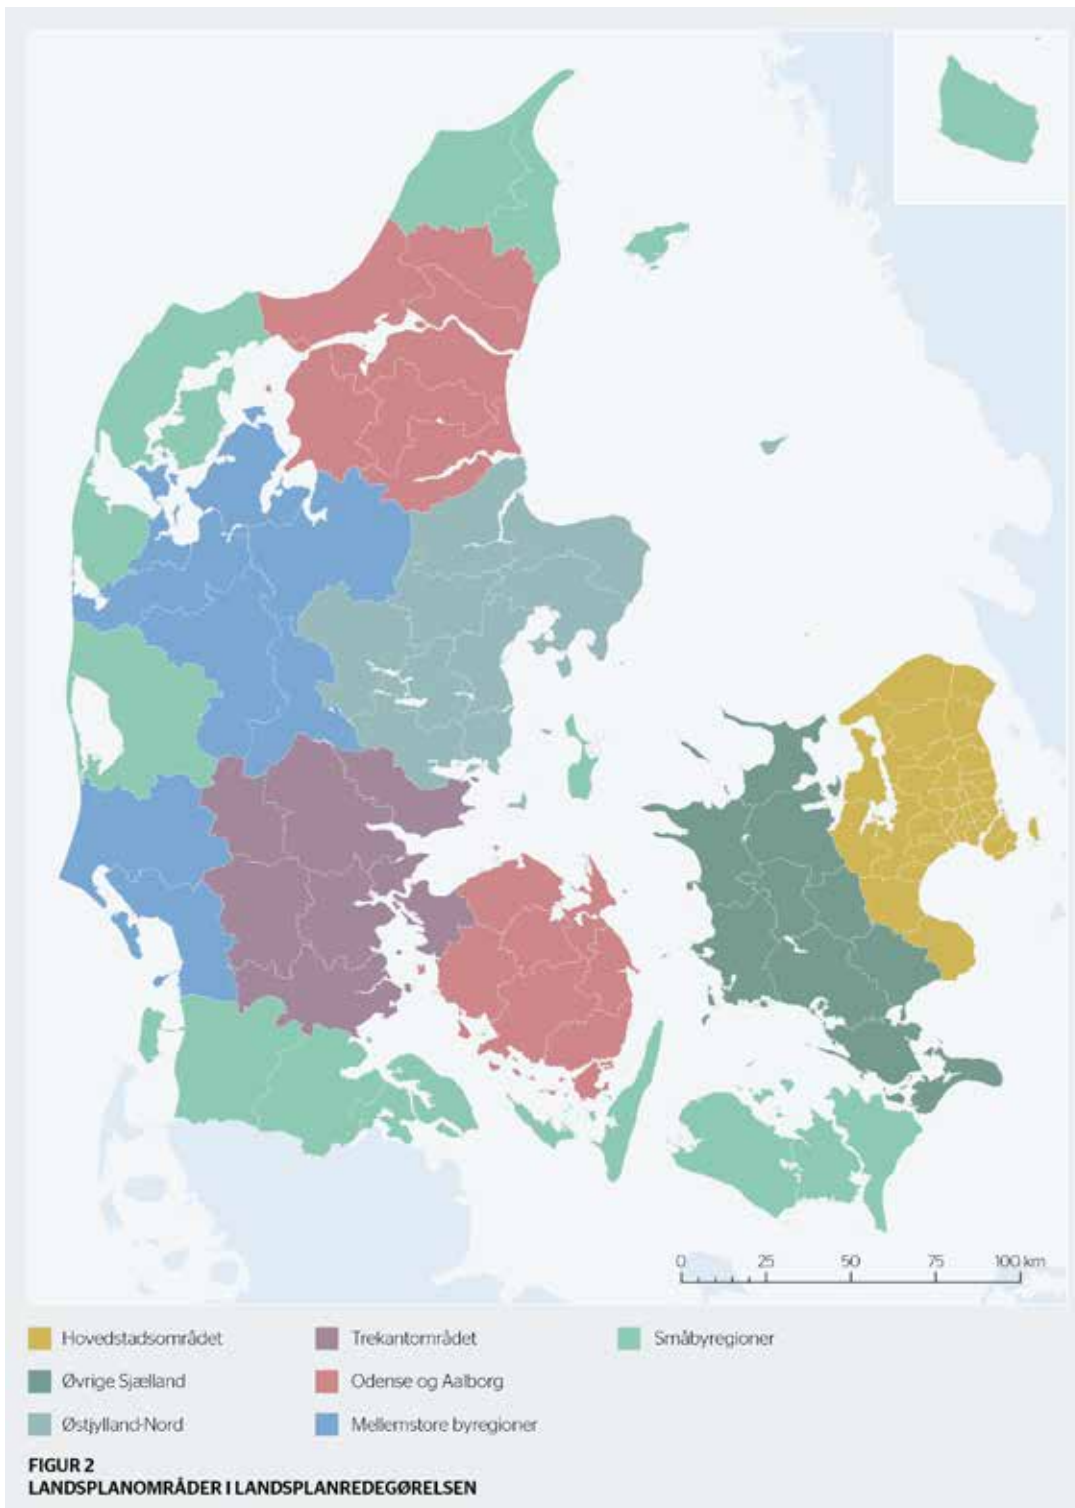 0 25 50 75 100 km
Hovedstadsområdet
Øvrige Sjælland
Østjylland-Nord
Trekantområdet
Odense og Aalborg
Mellemstore byregioner
Småbyregioner
FIGUR 2
LANDSPLANOMRÅDER I LANDSPLANREDEGØRELSEN